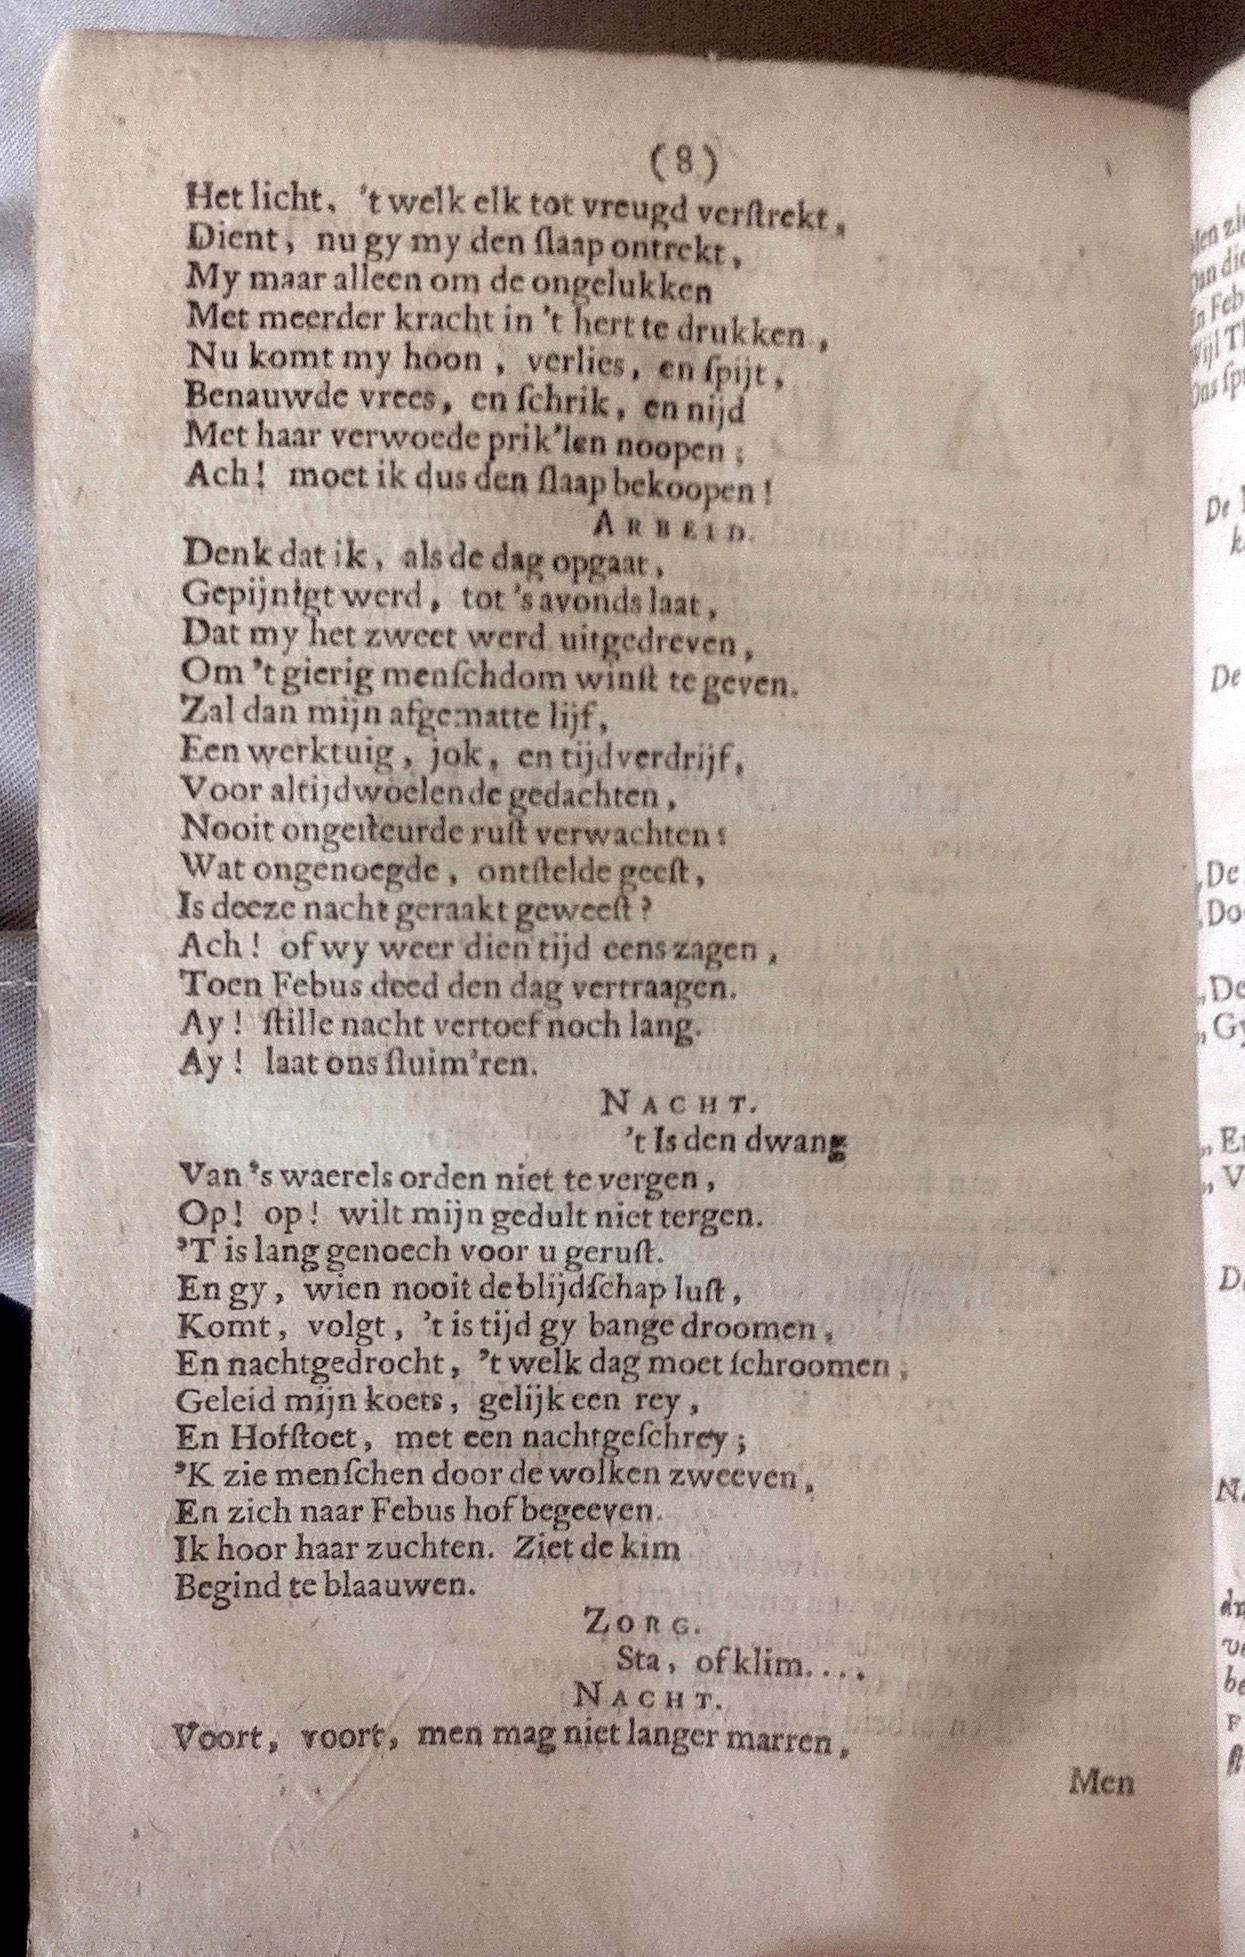 (8)
Het licht, 't welk elk tot vreugd verſtrekt,
Dient, nu gy my den ſlaap ontrekt,
My maar alleen om de ongelukken
Met meerder kracht in 't hert te drukken,
Nu komt my hoon, verlies, en ſpijt,
Benauwde vrees, en ſchrik, en nijd
Met haar verwoede prik'len noopen;
Ach! moet ik dus den ſlaap bekoopen!
ARBEID.
Denk dat ik, als de dag opgaat,
Gepijnigt werd, tot 's avonds laat,
Dat my het zweet werd uitgedreven,
Om 't gierig menſchdom winſt te geven.
Zal dan mijn afgematte lijf,
Een werktuig, jok, en tijdverdrijf,
Voor altijdwoelende gedachten,
Nooit ongeſteurde ruſt verwachten?
Wat ongenoegde, ontſtelde geeſt,
Is deeze nacht geraakt geweeſt?
Ach! of wy weer dien tijd eens zagen,
Toen Febus deed den dag vertraagen.
Ay! ſtille nacht vertoef noch lang.
Ay! laat ons ſluim'ren.
NACHT.
't Is den dwang
Van 's waerels orden niet te vergen,
Op! op! wilt mijn gedult niet tergen.
'T is lang genoech voor u geruſt.
En gy, wien nooit de blijdſchap luſt,
Komt, volgt, 't is tijd gy bange droomen,
En nachtgedrocht, 't welk dag moet ſchroomen;
Geleid mijn koets, gelijk een rey,
En Hofſtoet, met een nachtgeſchrey;
'K zie menſchen door de wolken zweeven,
En zich naar Febus hof begeeven.
Ik hoor haar zuchten. Ziet de kim
Begind te blaauwen.
ZORG.
Sta, of klim....
NACHT.
Voort, voort, men mag niet langer marren,
Men